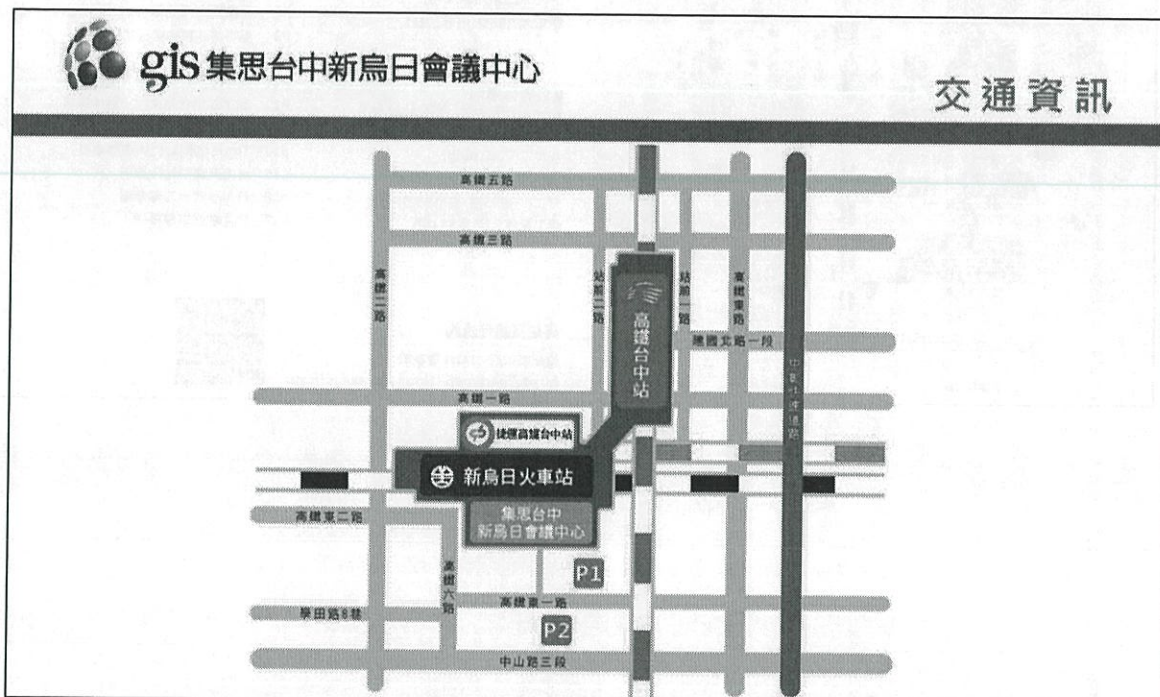 gis 集思台中新烏日會議中心
交通資訊
高鐵五路
高鐵三路
高鐵二路
站前二路
站前一路
高鐵東路
高鐵台中站
建國北路一段
高鐵一路
捷運高鐵台中站
新烏日火車站
集思台中
新烏日會議中心
高鐵東二路
高鐵六路
P1
高鐵東一路
學田路8巷
P2
中山路三段